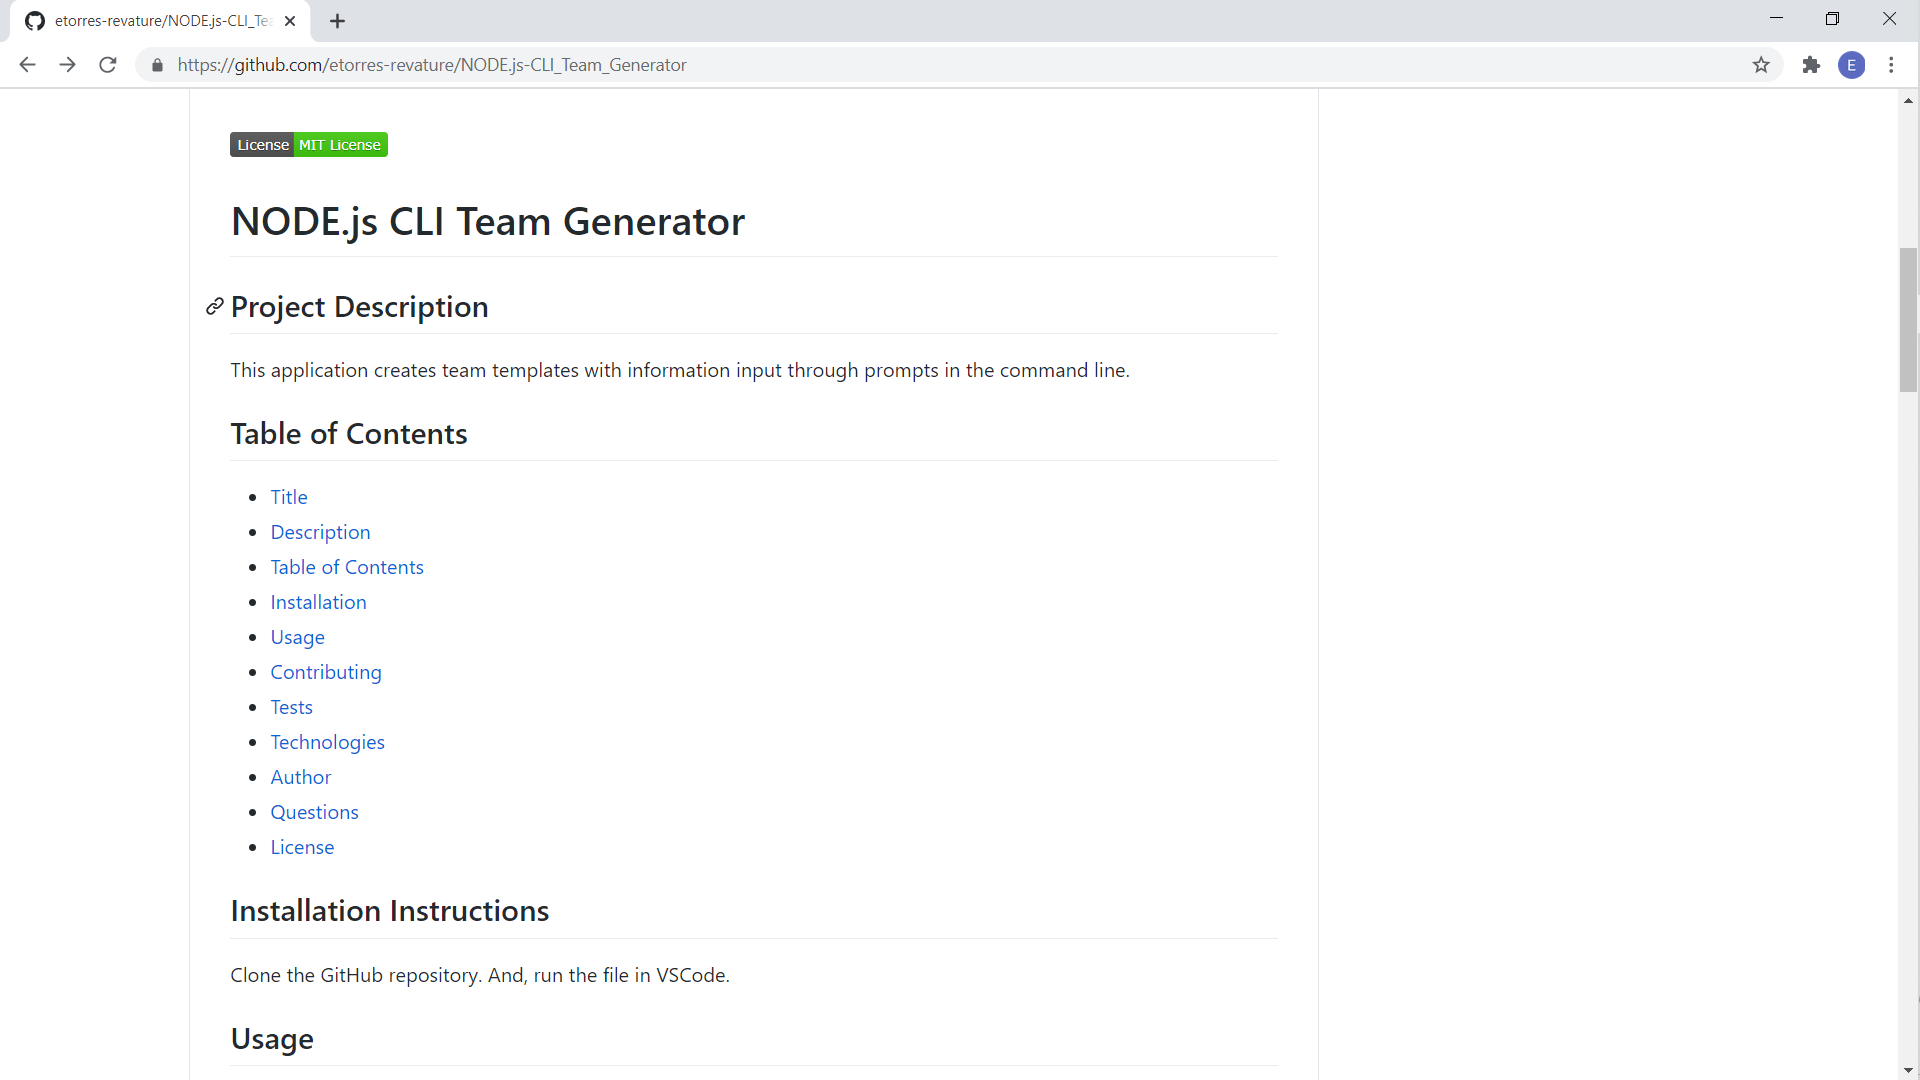 etorres-revature/NODE.js-CLI_Tea
https://github.com/etorres-revature/NODE.js-CLI_Team_Generator
E
License MIT License
NODE.js CLI Team Generator
Project Description
This application creates team templates with information input through prompts in the command line.
Table of Contents
Title
Description
Table of Contents
Installation
Usage
Contributing
Tests
Technologies
Author
Questions
License
Installation Instructions
Clone the GitHub repository. And, run the file in VSCode.
Usage